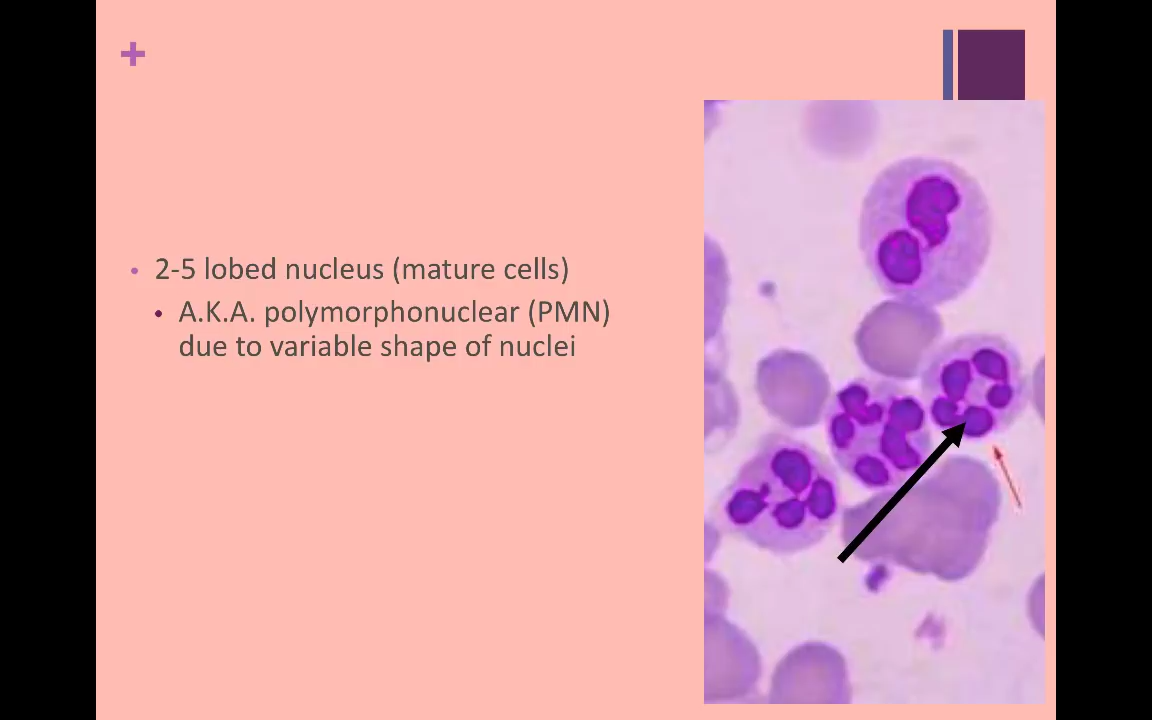 +
2-5 lobed nucleus (mature cells)
A.K.A. polymorphonuclear (PMN)
due to variable shape of nuclei